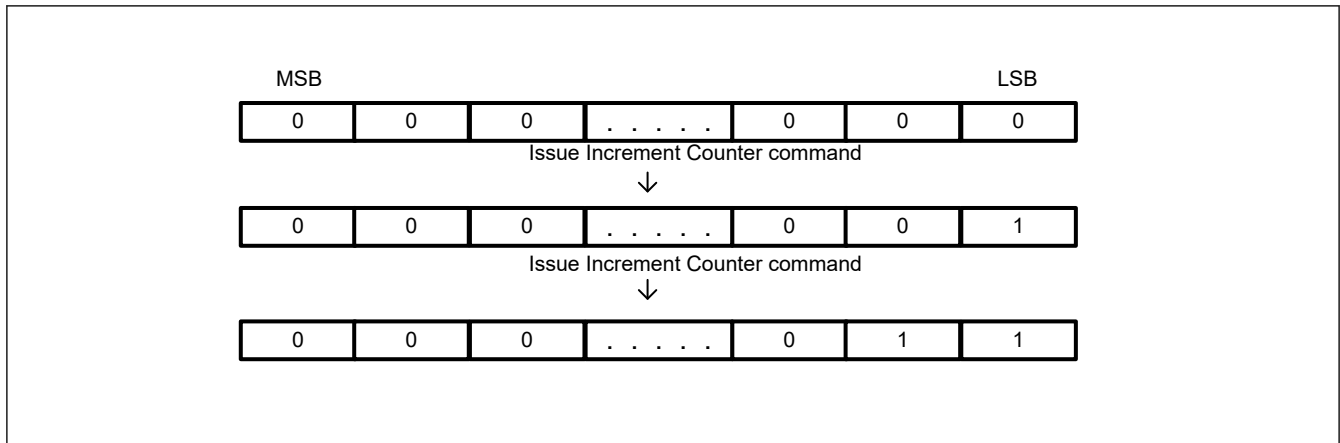 MSB LSB
0 0 0 . . . . . 0 0 0
Issue Increment Counter command
↓
0 0 0 . . . . . 0 0 1
Issue Increment Counter command
↓
0 0 0 . . . . . 0 1 1